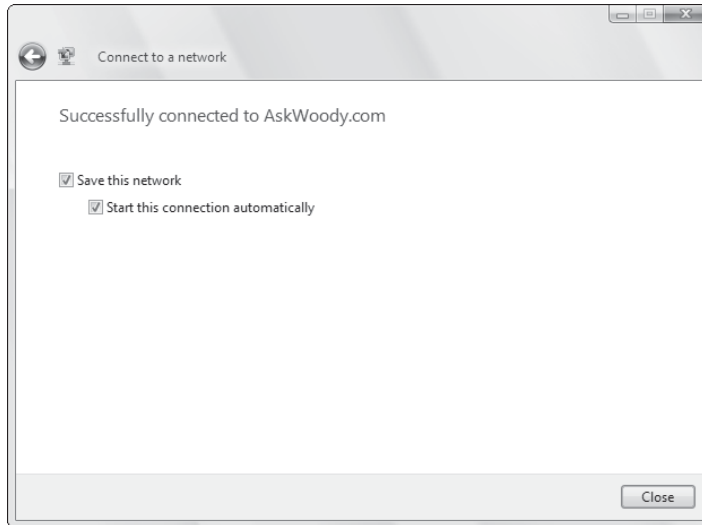 Connect to a network
Successfully connected to AskWoody.com
Save this network
Start this connection automatically
Close